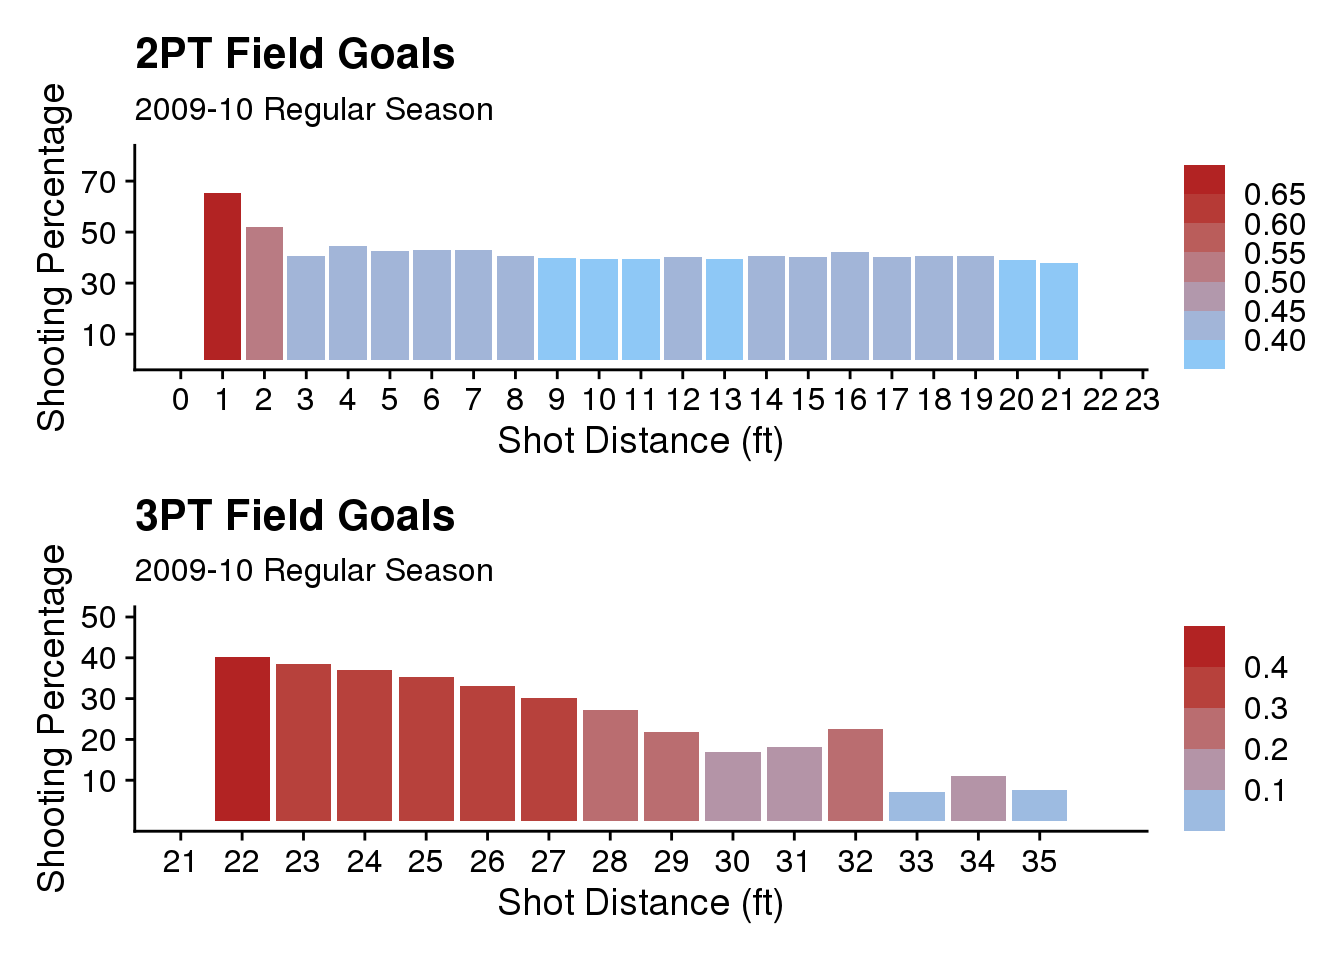 2PT Field Goals
2009-10 Regular Season
Shooting Percentage
70
50
30
10
0 1 2 3 4 5 6 7 8 9 10 11 12 13 14 15 16 17 18 19 20 21 22 23
Shot Distance (ft)
0.65
0.60
0.55
0.50
0.45
0.40
3PT Field Goals
2009-10 Regular Season
Shooting Percentage
50
40
30
20
10
21 22 23 24 25 26 27 28 29 30 31 32 33 34 35
Shot Distance (ft)
0.4
0.3
0.2
0.1